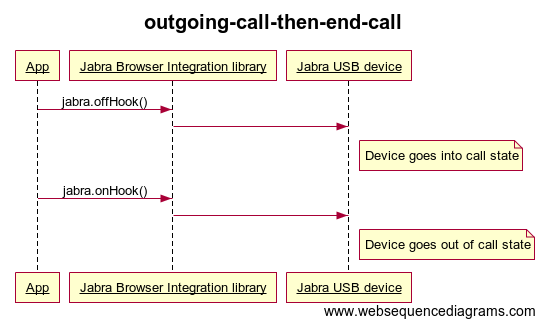 outgoing-call-then-end-call
App Jabra Browser Integration library Jabra USB device
jabra.offHook()
Device goes into call state
jabra.onHook()
Device goes out of call state
App Jabra Browser Integration library Jabra USB device
www.websequencediagrams.com